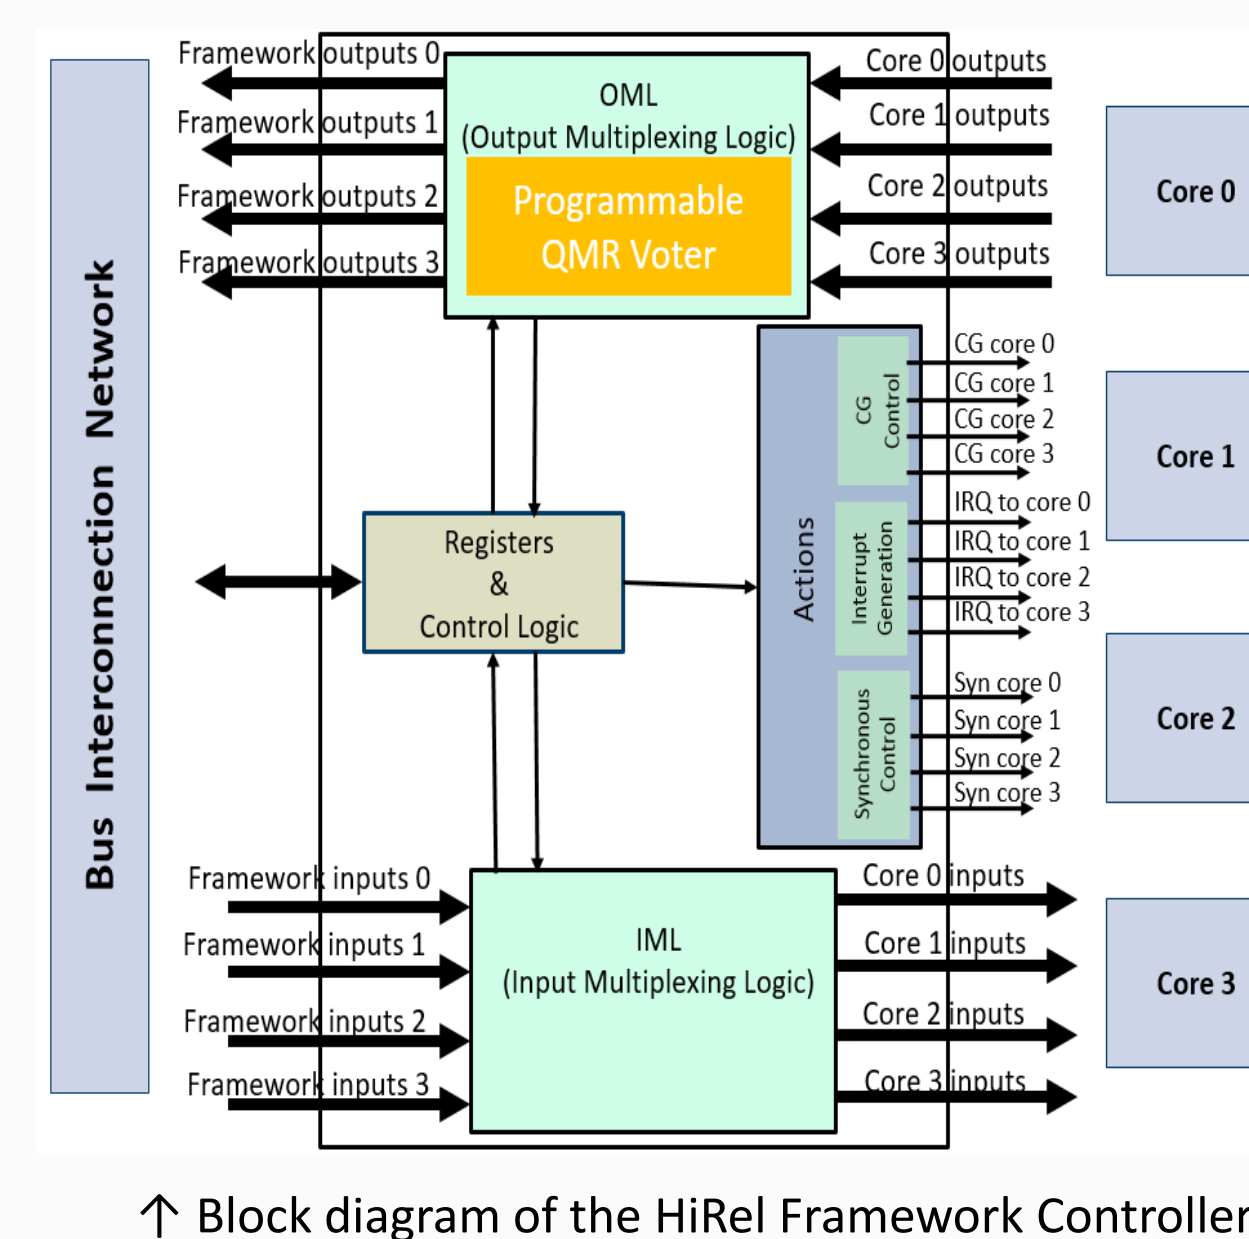 Bus Interconnection Network
Framework outputs 0
Framework outputs 1
Framework outputs 2
Framework outputs 3
OML
(Output Multiplexing Logic)
Programmable
QMR Voter
Core 0 outputs
Core 1 outputs
Core 2 outputs
Core 3 outputs
Registers
&
Control Logic
Actions
CG
Control
CG core 0
CG core 1
CG core 2
CG core 3
Interrupt
Generation
IRQ to core 0
IRQ to core 1
IRQ to core 2
IRQ to core 3
Synchronous
Control
Syn core 0
Syn core 1
Syn core 2
Syn core 3
Framework inputs 0
Framework inputs 1
Framework inputs 2
Framework inputs 3
IML
(Input Multiplexing Logic)
Core 0 inputs
Core 1 inputs
Core 2 inputs
Core 3 inputs
Core 0
Core 1
Core 2
Core 3
↑ Block diagram of the HiRel Framework Controller